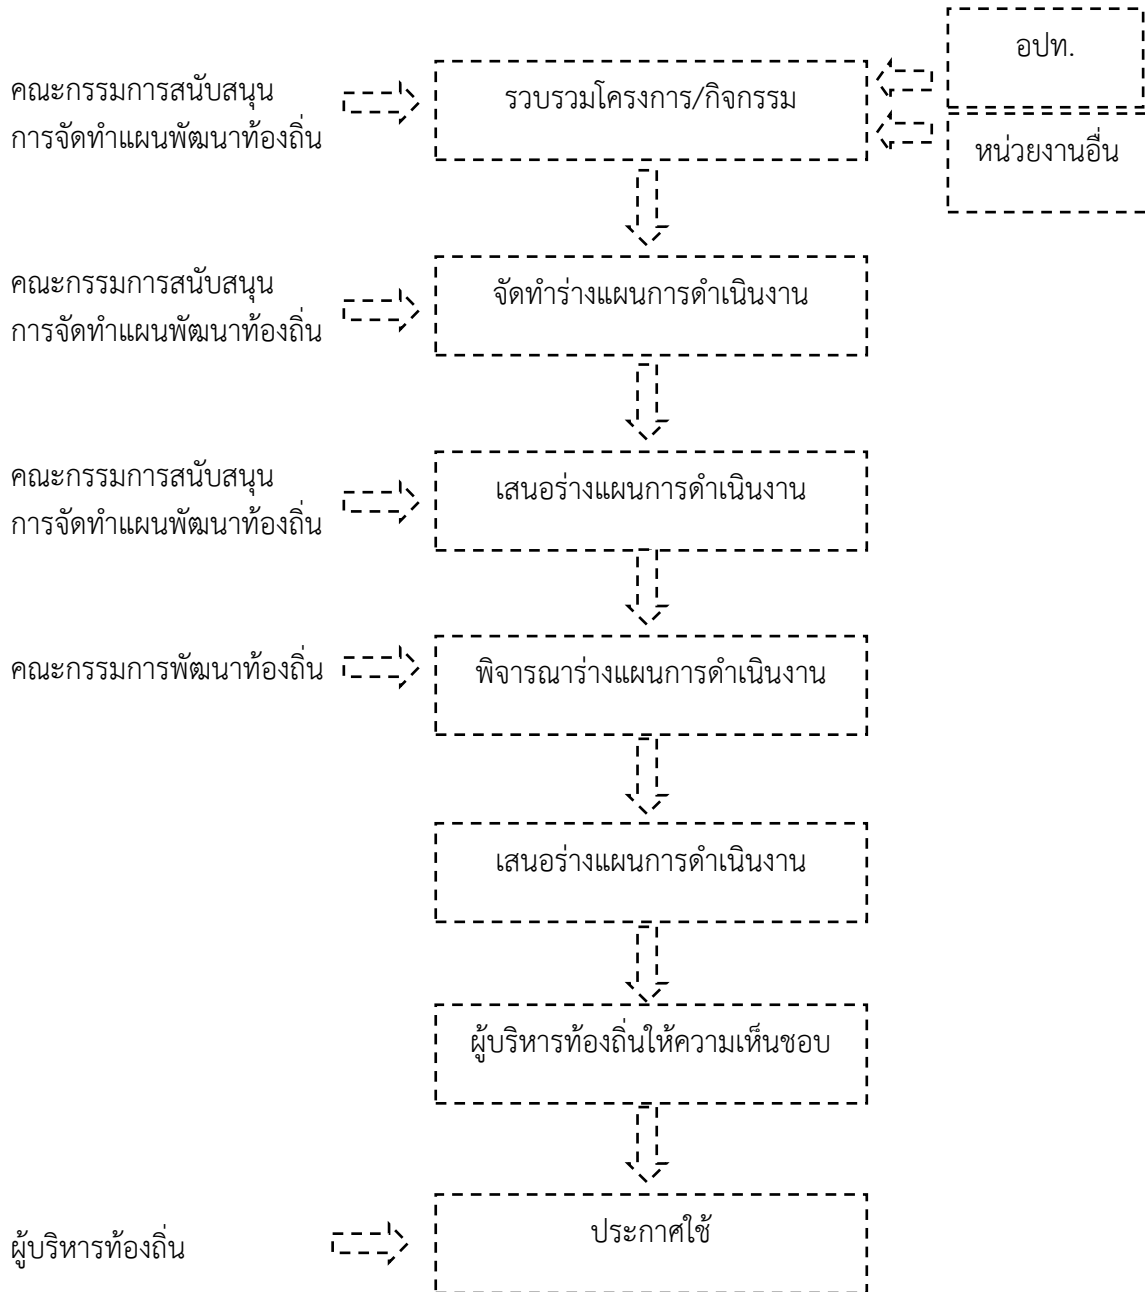 อปท.
คณะกรรมการสนับสนุน
การจัดทำแผนพัฒนาท้องถิ่น
รวบรวมโครงการ/กิจกรรม
หน่วยงานอื่น
คณะกรรมการสนับสนุน
การจัดทำแผนพัฒนาท้องถิ่น
จัดทำร่างแผนการดำเนินงาน
คณะกรรมการสนับสนุน
การจัดทำแผนพัฒนาท้องถิ่น
เสนอร่างแผนการดำเนินงาน
คณะกรรมการพัฒนาท้องถิ่น
พิจารณาร่างแผนการดำเนินงาน
เสนอร่างแผนการดำเนินงาน
ผู้บริหารท้องถิ่นให้ความเห็นชอบ
ผู้บริหารท้องถิ่น
ประกาศใช้